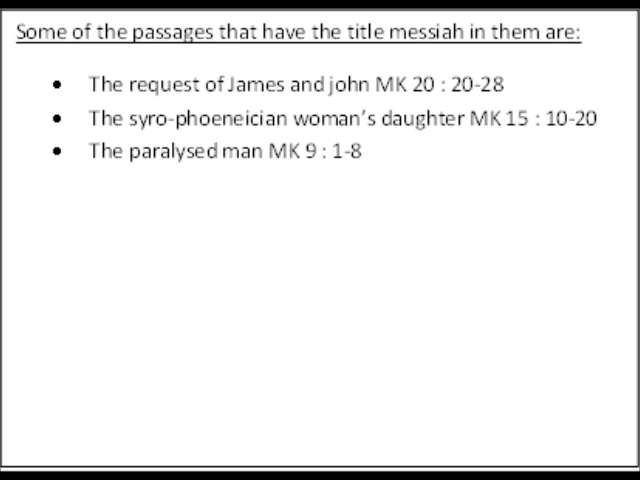 Some of the passages that have the title messiah in them are:
• The request of James and john MK 20 : 20-28
• The syro-phoeneician woman’s daughter MK 15 : 10-20
• The paralysed man MK 9 : 1-8